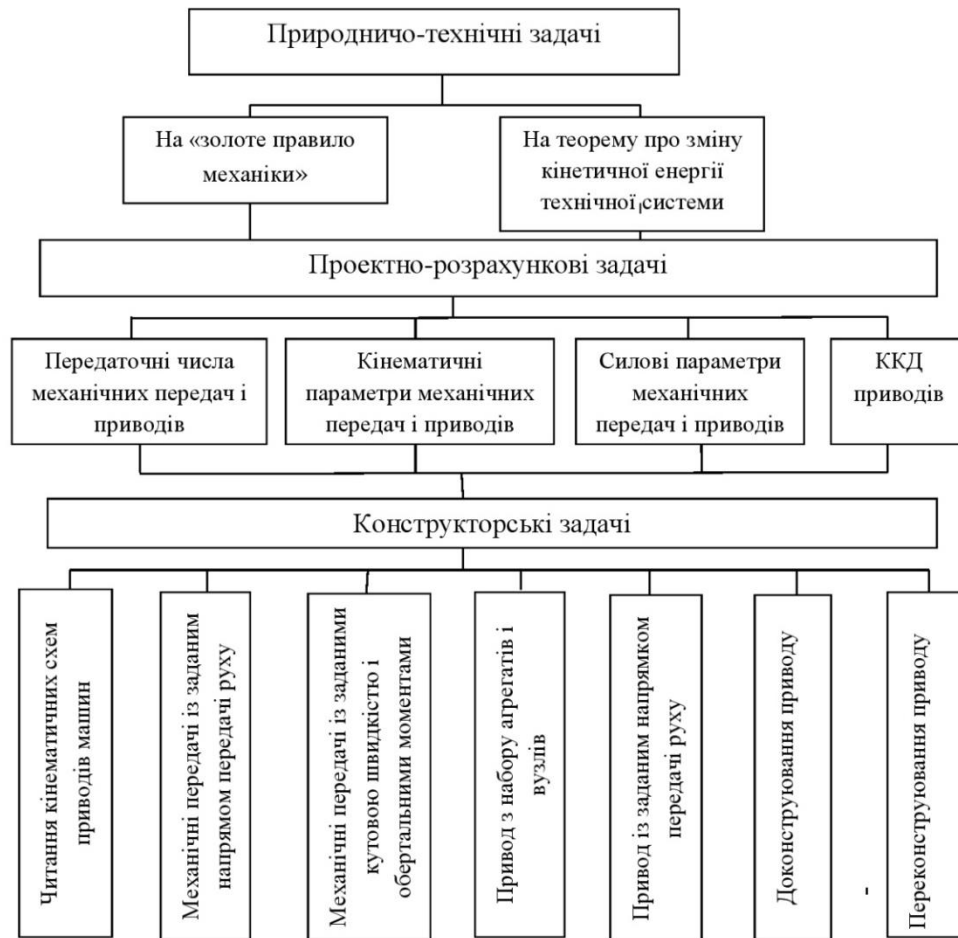 Природничо-технічні задачі
На «золоте правило
механіки»
На теорему про зміну
кінетичної енергії
технічної системи
Проектно-розрахункові задачі
Передаточні числа
механічних передач і
приводів
Кінематичні
параметри механічних
передач і приводів
Силові параметри
механічних
передач і приводів
ККД
приводів
Конструкторські задачі
Читання кінематичних схем
приводів машин
Механічні передачі із заданим
напрямом передачі руху
Механічні передачі із заданими
кутовою швидкістю і
обертальними моментами
Привод з набору агрегатів і
вузлів
Привод із заданим напрямком
передачі руху
Доконструювання приводу
Переконструювання приводу